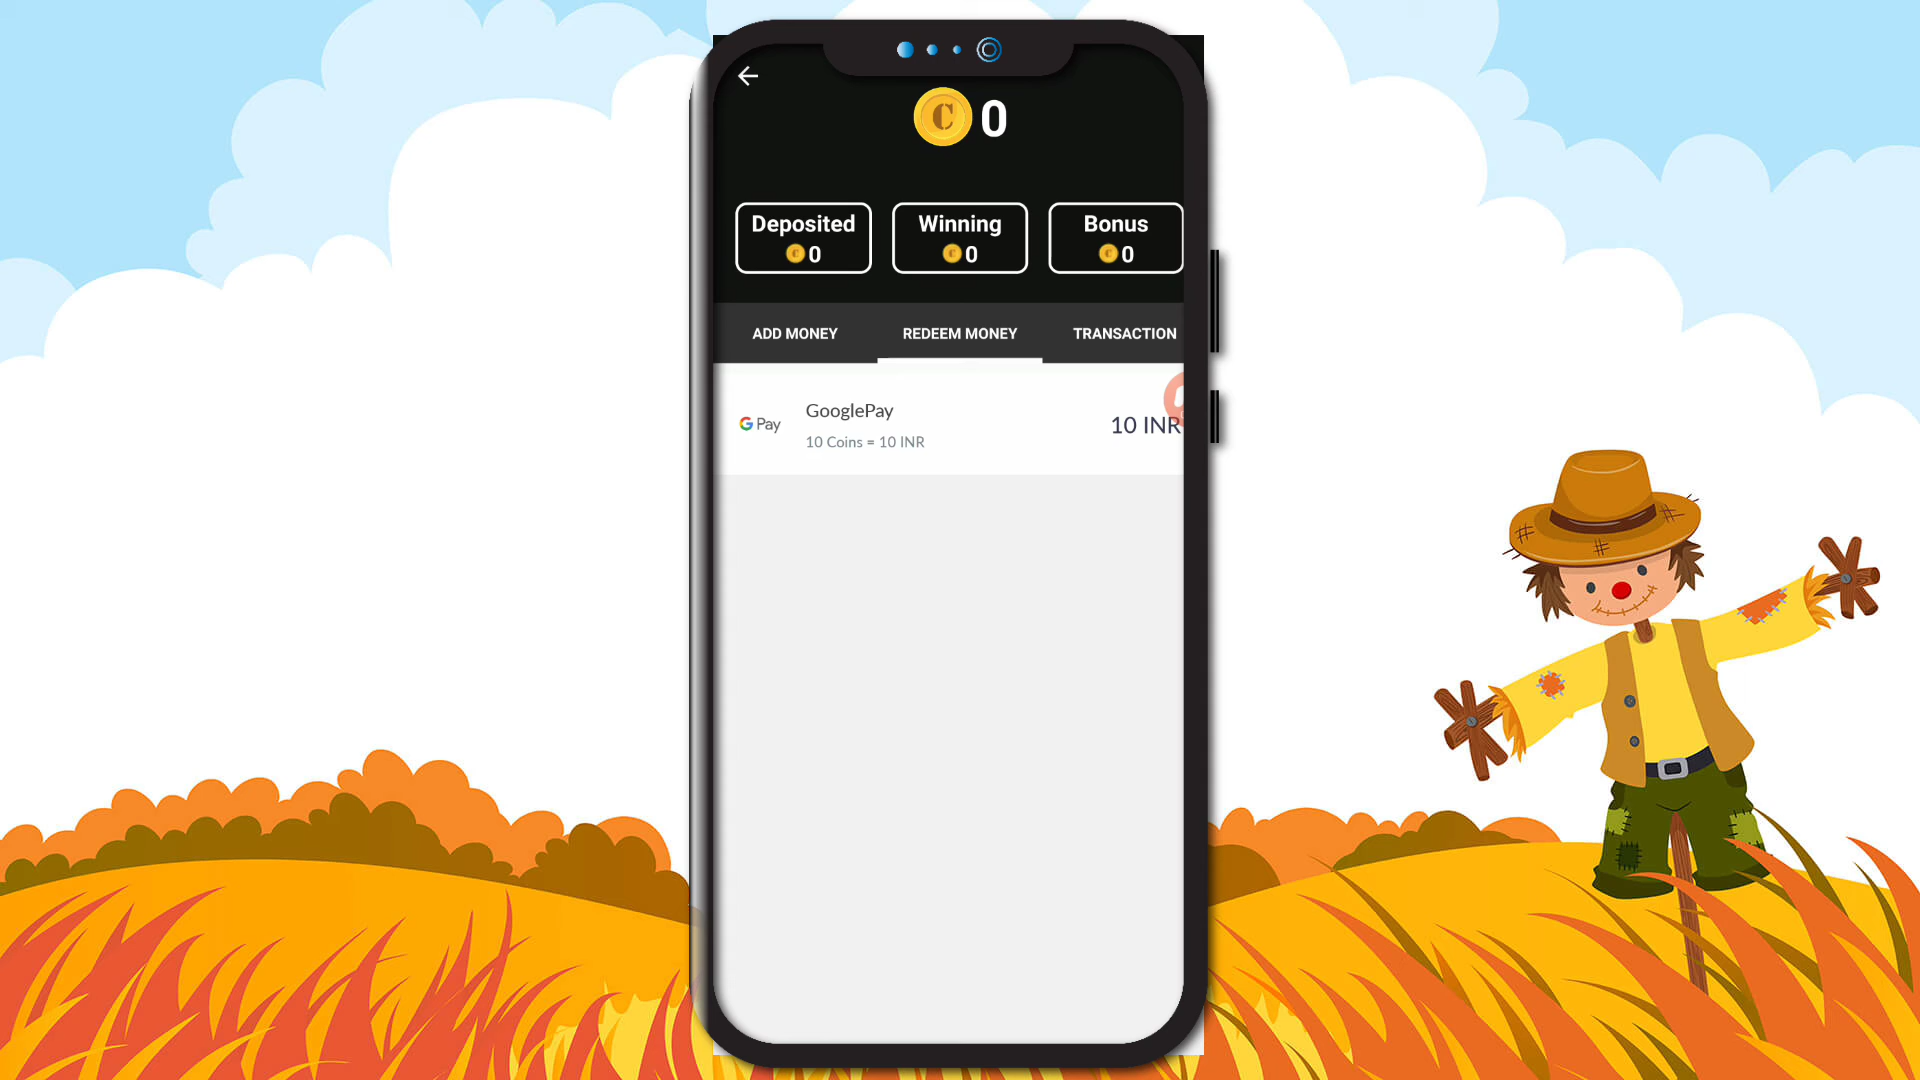 C 0
Deposited
C 0
Winning
C 0
Bonus
C 0
ADD MONEY
REDEEM MONEY
TRANSACTION
G Pay
GooglePay
10 Coins = 10 INR
10 INR